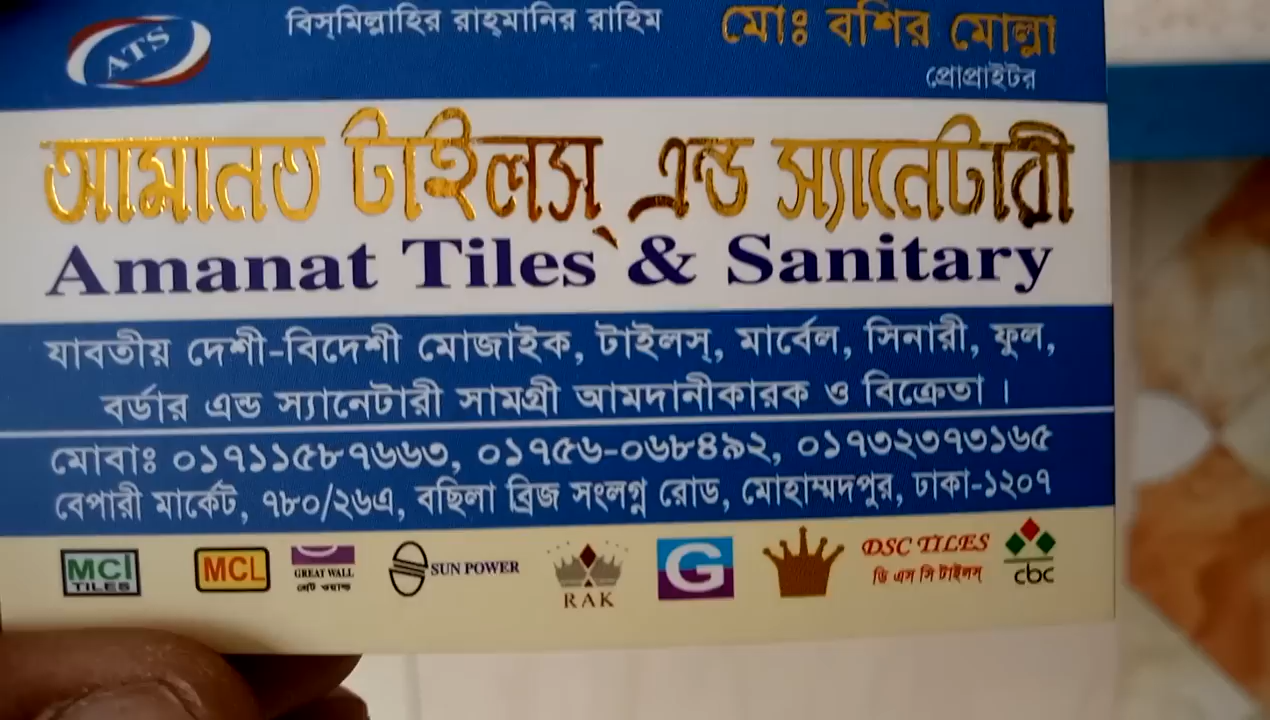 ATS
বিস্‌মিল্লাহির রাহ্‌মানির রাহিম
মোঃ বশির মোল্লা
প্রোপ্রাইটর
আমানত টাইলস্ এন্ড স্যানেটারী
Amanat Tiles & Sanitary
যাবতীয় দেশী-বিদেশী মোজাইক, টাইলস্, মার্বেল, সিনারী, ফুল,
বর্ডার এন্ড স্যানেটারী সামগ্রী আমদানীকারক ও বিক্রেতা ।
মোবাঃ ০১৭১১৫৮৭৬৬৩, ০১৭৫৬-০৬৮৪৯২, ০১৭৩২৩৭৩১৬৫
বেপারী মার্কেট, ৭৮০/২৬এ, বছিলা ব্রিজ সংলগ্ন রোড, মোহাম্মদপুর, ঢাকা-১২০৭
MCI TILES
MCL
GREAT WALL
গ্রেট ওয়াল
SUN POWER
RAK
G
DSC TILES
ডি এস সি টাইলস্
cbc